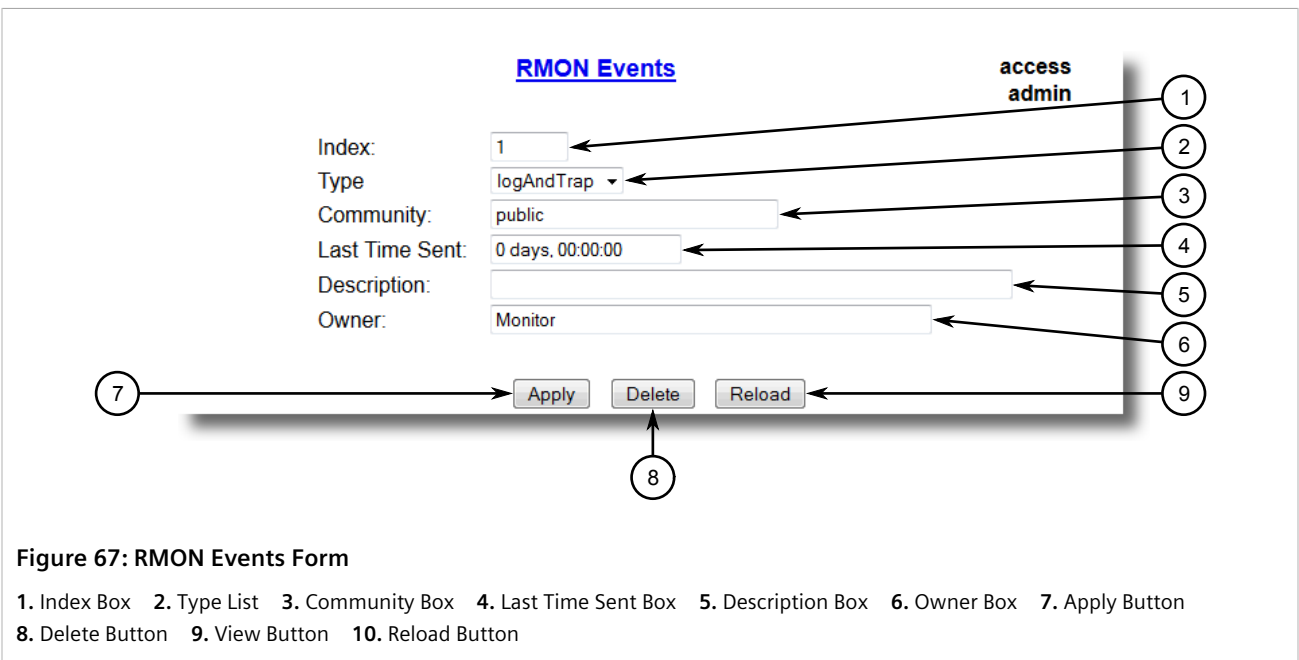 RMON Events
access
admin
1
Index: 1
2
Type logAndTrap
3
Community: public
4
Last Time Sent: 0 days, 00:00:00
5
Description:
6
Owner: Monitor
7
Apply Delete Reload
9
8
Figure 67: RMON Events Form
1. Index Box 2. Type List 3. Community Box 4. Last Time Sent Box 5. Description Box 6. Owner Box 7. Apply Button
8. Delete Button 9. View Button 10. Reload Button